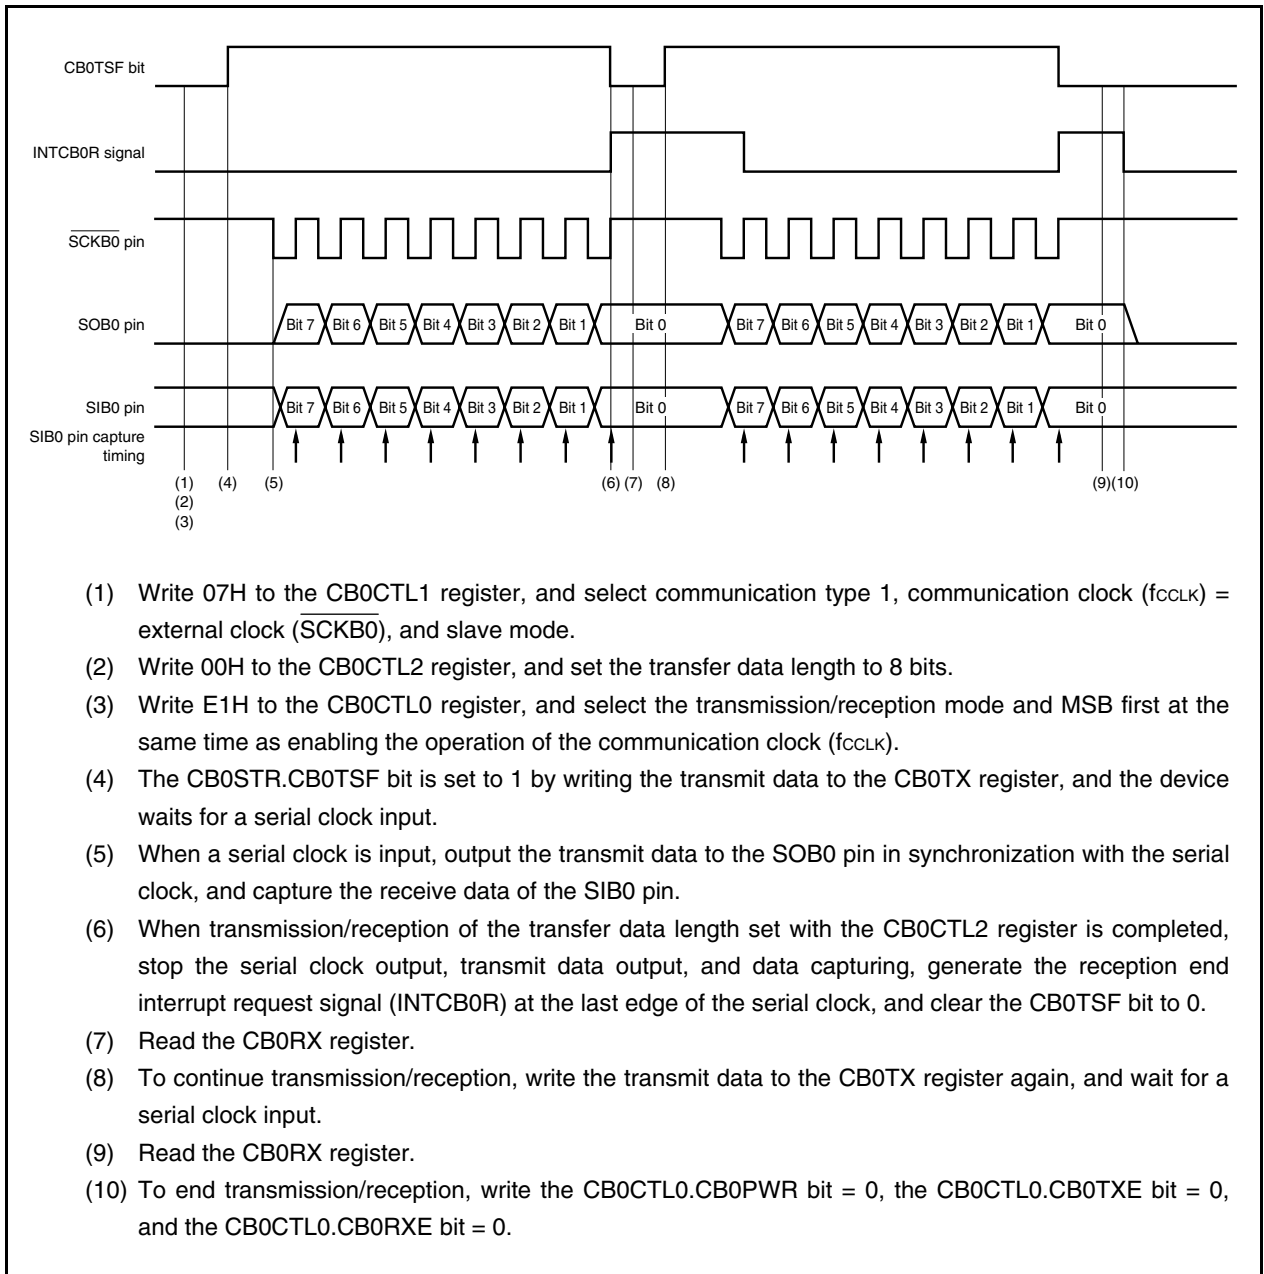 CB0TSF bit
INTCB0R signal
SCKB0 pin
SOB0 pin
Bit 7 Bit 6 Bit 5 Bit 4 Bit 3 Bit 2 Bit 1 Bit 0 Bit 7 Bit 6 Bit 5 Bit 4 Bit 3 Bit 2 Bit 1 Bit 0
SIB0 pin
Bit 7 Bit 6 Bit 5 Bit 4 Bit 3 Bit 2 Bit 1 Bit 0 Bit 7 Bit 6 Bit 5 Bit 4 Bit 3 Bit 2 Bit 1 Bit 0
SIB0 pin capture
timing
(1) (4) (5) (6) (7) (8) (9) (10)
(2)
(3)
(1) Write 07H to the CB0CTL1 register, and select communication type 1, communication clock (fCCLK) =
external clock (SCKB0), and slave mode.
(2) Write 00H to the CB0CTL2 register, and set the transfer data length to 8 bits.
(3) Write E1H to the CB0CTL0 register, and select the transmission/reception mode and MSB first at the
same time as enabling the operation of the communication clock (fCCLK).
(4) The CB0STR.CB0TSF bit is set to 1 by writing the transmit data to the CB0TX register, and the device
waits for a serial clock input.
(5) When a serial clock is input, output the transmit data to the SOB0 pin in synchronization with the serial
clock, and capture the receive data of the SIB0 pin.
(6) When transmission/reception of the transfer data length set with the CB0CTL2 register is completed,
stop the serial clock output, transmit data output, and data capturing, generate the reception end
interrupt request signal (INTCB0R) at the last edge of the serial clock, and clear the CB0TSF bit to 0.
(7) Read the CB0RX register.
(8) To continue transmission/reception, write the transmit data to the CB0TX register again, and wait for a
serial clock input.
(9) Read the CB0RX register.
(10) To end transmission/reception, write the CB0CTL0.CB0PWR bit = 0, the CB0CTL0.CB0TXE bit = 0,
and the CB0CTL0.CB0RXE bit = 0.